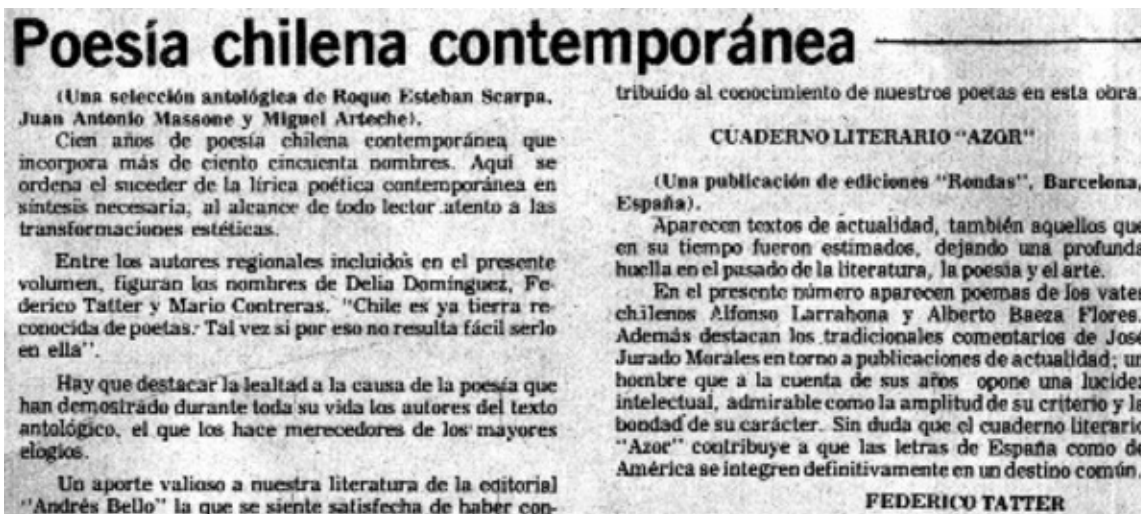 Poesía chilena contemporánea
(Una selección antológica de Roque Esteban Scarpa,
Juan Antonio Massone y Miguel Arteche).
Cien años de poesía chilena contemporánea que
incorpora más de ciento cincuenta nombres. Aquí se
ordena el suceder de la lírica poética contemporánea en
síntesis necesaria, al alcance de todo lector atento a las
transformaciones estéticas.
Entre los autores regionales incluidos en el presente
volumen, figuran los nombres de Delia Domínguez, Fe-
derico Tatter y Mario Contreras. "Chile es ya tierra re-
conocida de poetas. Tal vez si por eso no resulta fácil serlo
en ella".
Hay que destacar la lealtad a la causa de la poesía que
han demostrado durante toda su vida los autores del texto
antológico, el que los hace merecedores de los mayores
elogios.
Un aporte valioso a nuestra literatura de la editorial
"Andrés Bello" la que se siente satisfecha de haber con-
tribuido al conocimiento de nuestros poetas en esta obra.
CUADERNO LITERARIO "AZOR"
(Una publicación de ediciones "Rondas", Barcelona,
España).
Aparecen textos de actualidad, también aquellos que
en su tiempo fueron estimados, dejando una profunda
huella en el pasado de la literatura, la poesía y el arte.
En el presente número aparecen poemas de los vates
chilenos Alfonso Larrahona y Alberto Baeza Flores.
Además destacan los tradicionales comentarios de José
Jurado Morales en torno a publicaciones de actualidad; un
hombre que a la cuenta de sus años opone una lucidez
intelectual, admirable como la amplitud de su criterio y la
bondad de su carácter. Sin duda que el cuaderno literario
"Azor" contribuye a que las letras de España como de
América se integren definitivamente en un destino común.
FEDERICO TATTER